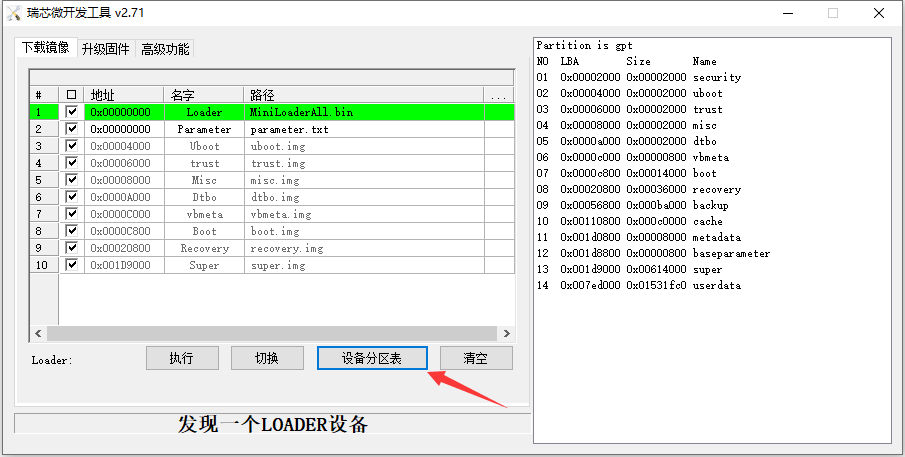 瑞芯微开发工具 v2.71
下载镜像 升级固件 高级功能
# 地址 名字 路径 ...
1 0x00000000 Loader MiniLoaderAll.bin
2 0x00000000 Parameter parameter.txt
3 0x00004000 Uboot uboot.img
4 0x00006000 trust trust.img
5 0x00008000 Misc misc.img
6 0x0000A000 Dtbo dtbo.img
7 0x0000C000 vbmeta vbmeta.img
8 0x0000C800 Boot boot.img
9 0x00020800 Recovery recovery.img
10 0x001D9000 Super super.img
Loader: 执行 切换 设备分区表 清空
发现一个LOADER设备
Partition is gpt
NO LBA Size Name
01 0x00002000 0x00002000 security
02 0x00004000 0x00002000 uboot
03 0x00006000 0x00002000 trust
04 0x00008000 0x00002000 misc
05 0x0000a000 0x00002000 dtbo
06 0x0000c000 0x00000800 vbmeta
07 0x0000c800 0x00014000 boot
08 0x00020800 0x00036000 recovery
09 0x00056800 0x000ba000 backup
10 0x00110800 0x000c0000 cache
11 0x001d0800 0x00008000 metadata
12 0x001d8800 0x00000800 baseparameter
13 0x001d9000 0x00614000 super
14 0x007ed000 0x01531fc0 userdata